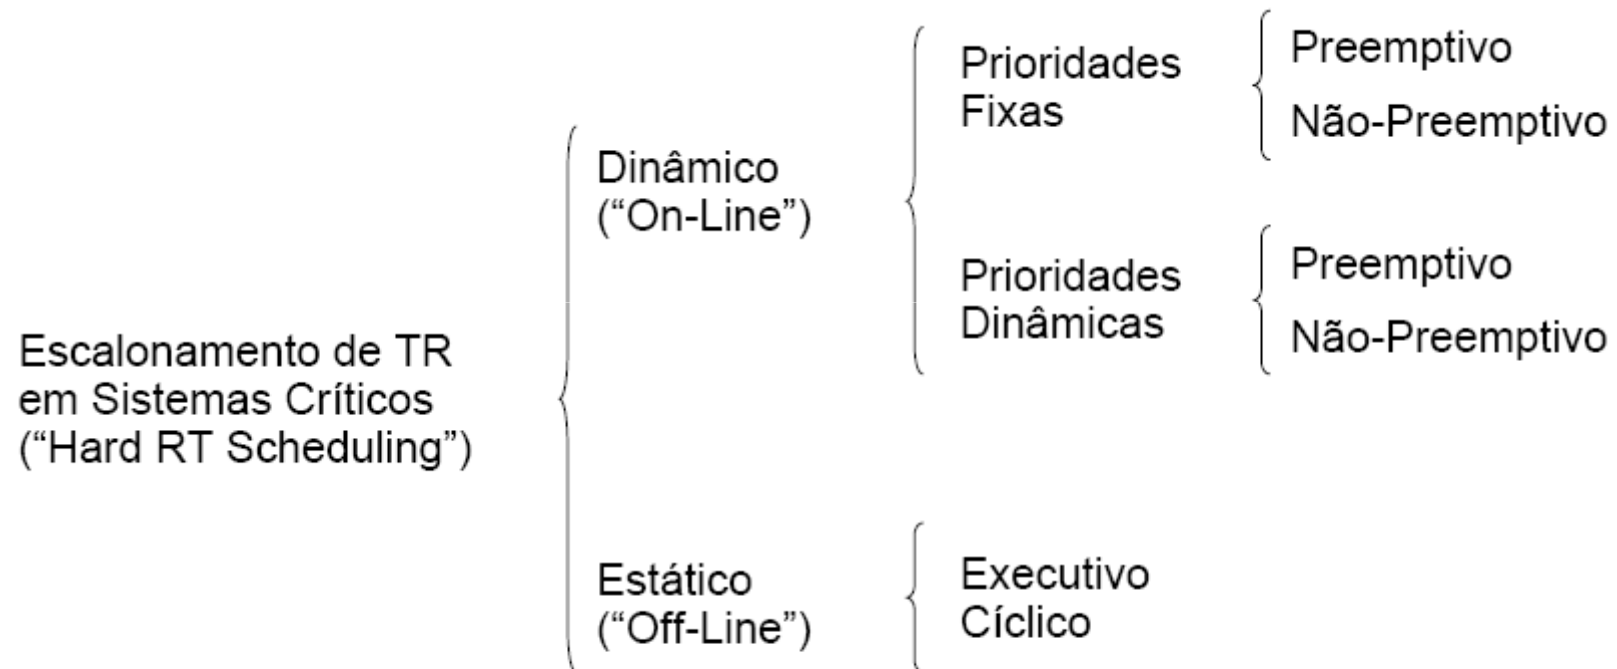 Escalonamento de TR
em Sistemas Críticos
(“Hard RT Scheduling”)
Dinâmico
(“On-Line”)
Prioridades
Fixas
Preemptivo
Não-Preemptivo
Prioridades
Dinâmicas
Preemptivo
Não-Preemptivo
Estático
(“Off-Line”)
Executivo
Cíclico